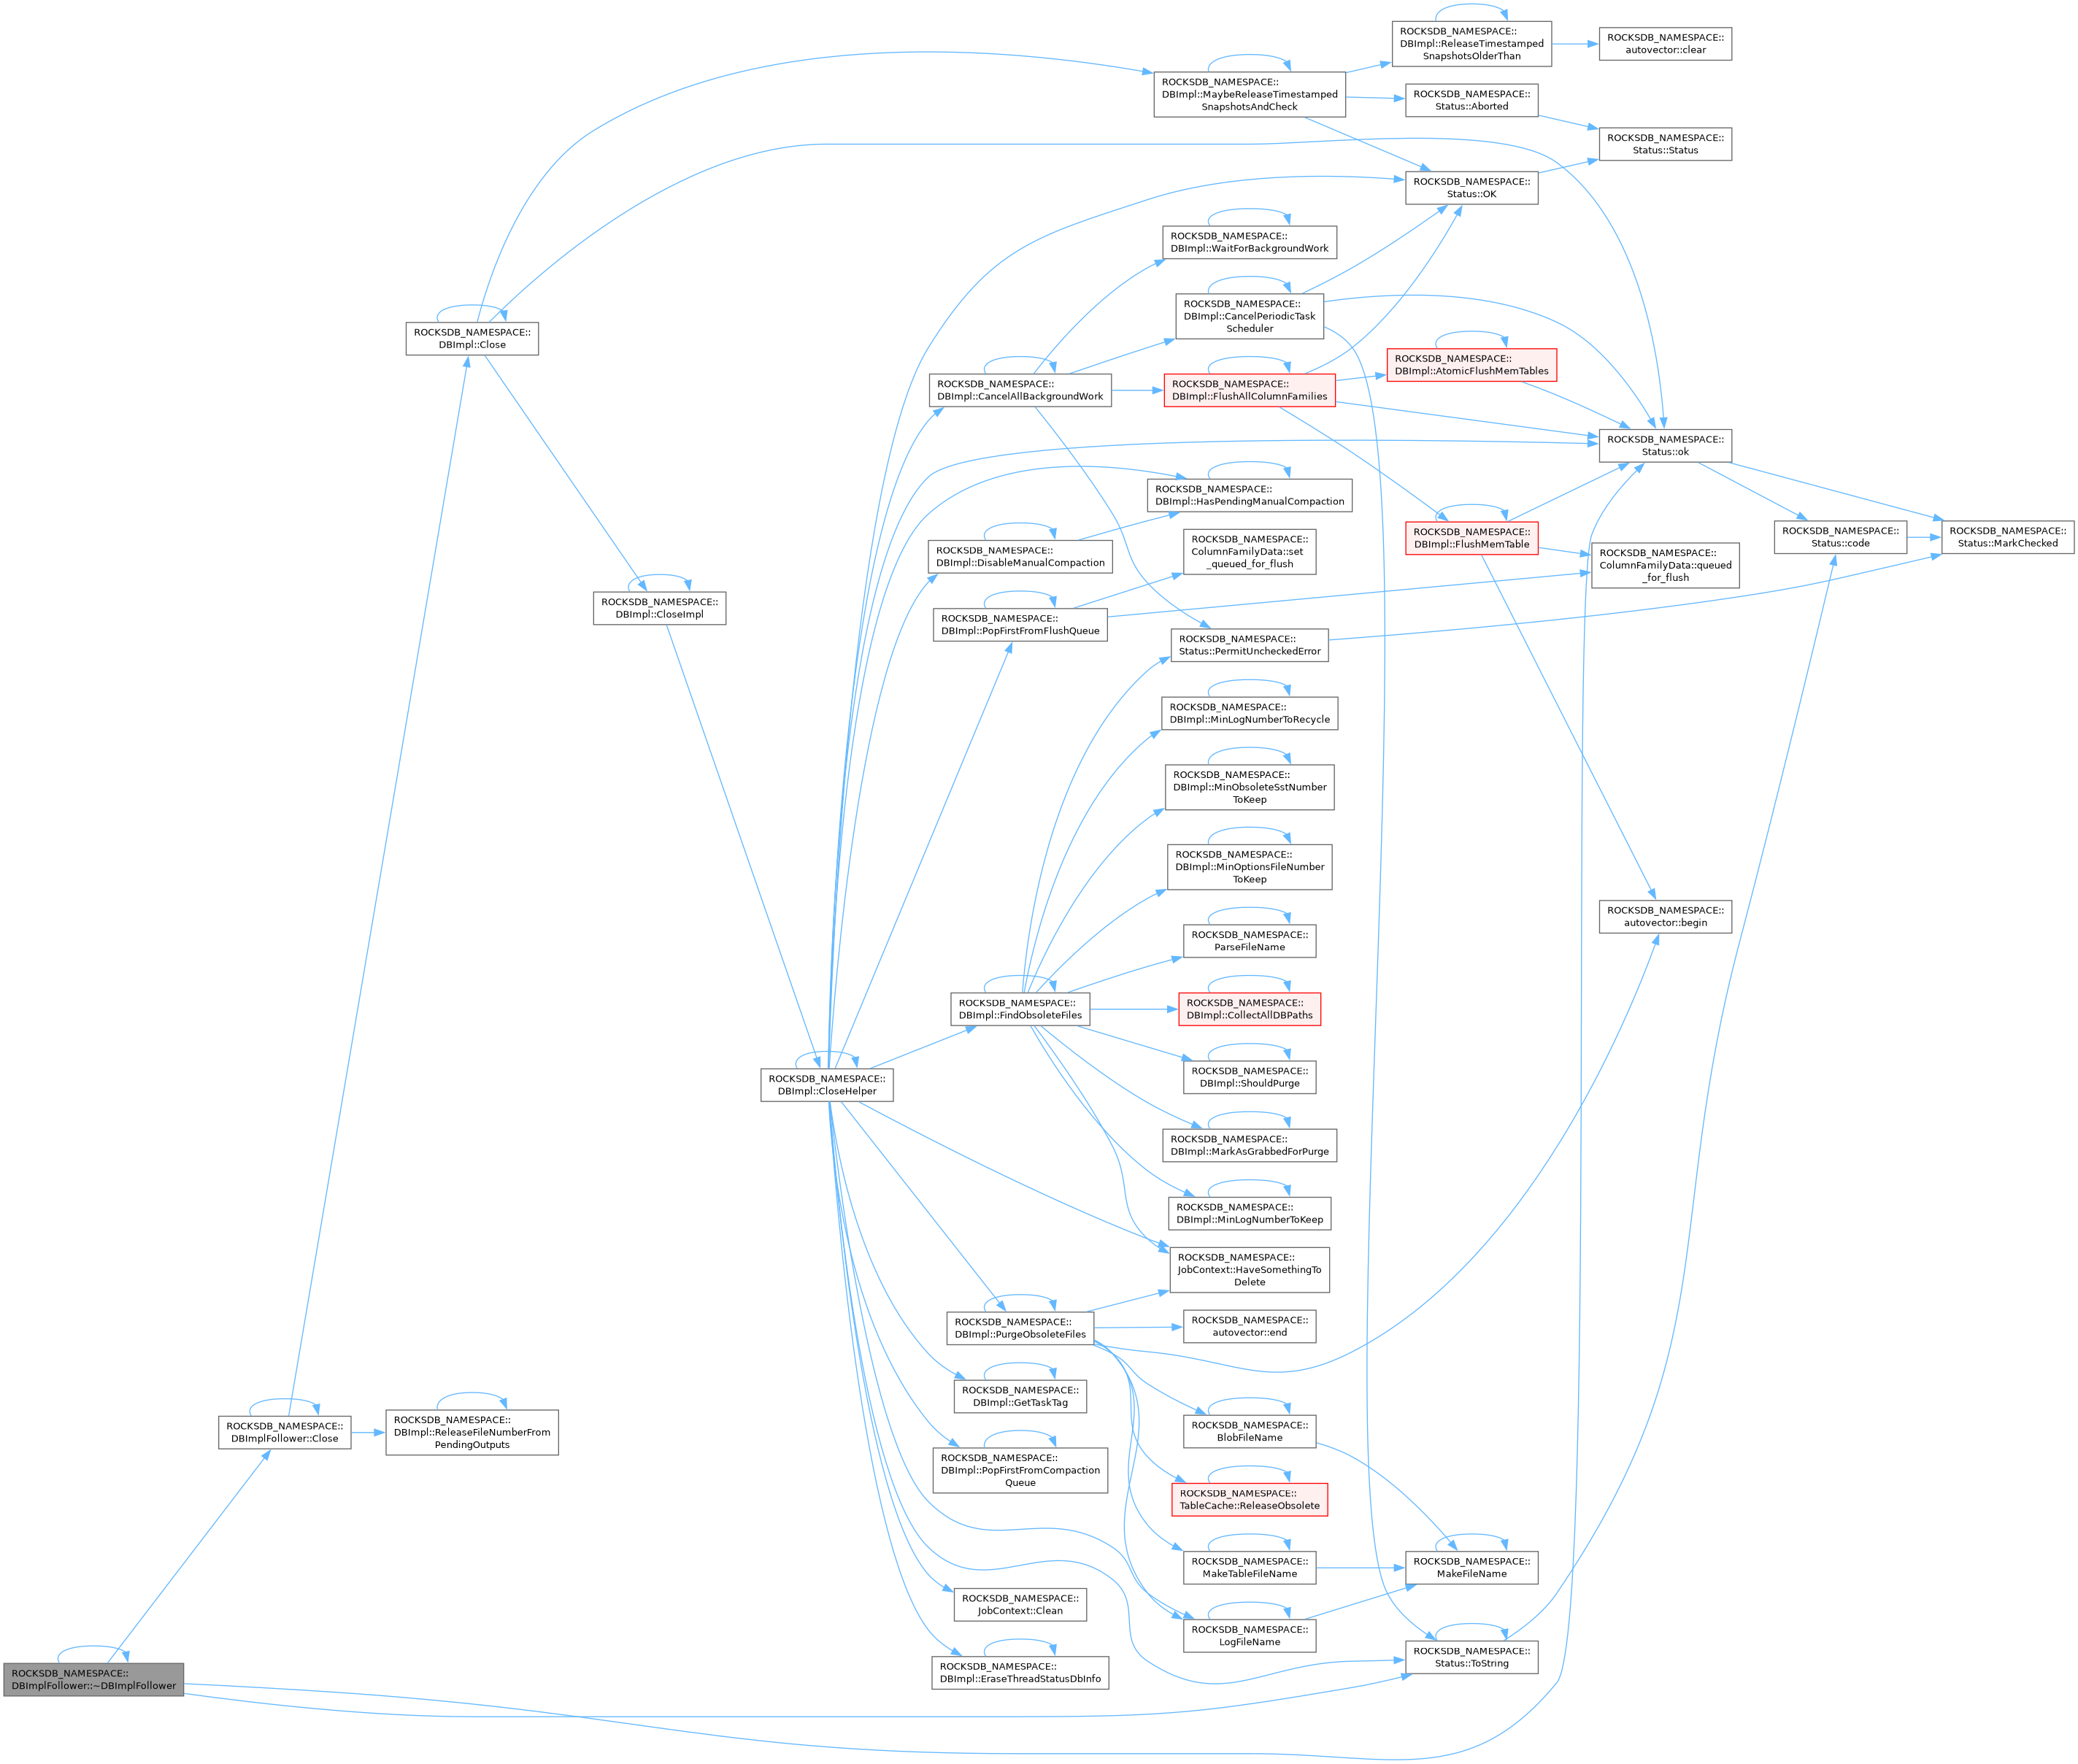 ROCKSDB_NAMESPACE::
DBImplFollower::~DBImplFollower
ROCKSDB_NAMESPACE::
DBImplFollower::Close
ROCKSDB_NAMESPACE::
DBImpl::Close
ROCKSDB_NAMESPACE::
DBImpl::ReleaseFileNumberFrom
PendingOutputs
ROCKSDB_NAMESPACE::
DBImpl::CloseImpl
ROCKSDB_NAMESPACE::
DBImpl::CloseHelper
ROCKSDB_NAMESPACE::
DBImpl::CancelAllBackgroundWork
ROCKSDB_NAMESPACE::
DBImpl::DisableManualCompaction
ROCKSDB_NAMESPACE::
DBImpl::PopFirstFromFlushQueue
ROCKSDB_NAMESPACE::
DBImpl::FindObsoleteFiles
ROCKSDB_NAMESPACE::
DBImpl::PurgeObsoleteFiles
ROCKSDB_NAMESPACE::
DBImpl::GetTaskTag
ROCKSDB_NAMESPACE::
DBImpl::PopFirstFromCompaction
Queue
ROCKSDB_NAMESPACE::
JobContext::Clean
ROCKSDB_NAMESPACE::
DBImpl::EraseThreadStatusDbInfo
ROCKSDB_NAMESPACE::
DBImpl::MaybeReleaseTimestamped
SnapshotsAndCheck
ROCKSDB_NAMESPACE::
DBImpl::WaitForBackgroundWork
ROCKSDB_NAMESPACE::
DBImpl::CancelPeriodicTask
Scheduler
ROCKSDB_NAMESPACE::
DBImpl::FlushAllColumnFamilies
ROCKSDB_NAMESPACE::
DBImpl::HasPendingManualCompaction
ROCKSDB_NAMESPACE::
ColumnFamilyData::set
_queued_for_flush
ROCKSDB_NAMESPACE::
Status::PermitUncheckedError
ROCKSDB_NAMESPACE::
DBImpl::MinLogNumberToRecycle
ROCKSDB_NAMESPACE::
DBImpl::MinObsoleteSstNumber
ToKeep
ROCKSDB_NAMESPACE::
DBImpl::MinOptionsFileNumber
ToKeep
ROCKSDB_NAMESPACE::
ParseFileName
ROCKSDB_NAMESPACE::
DBImpl::CollectAllDBPaths
ROCKSDB_NAMESPACE::
DBImpl::ShouldPurge
ROCKSDB_NAMESPACE::
DBImpl::MarkAsGrabbedForPurge
ROCKSDB_NAMESPACE::
DBImpl::MinLogNumberToKeep
ROCKSDB_NAMESPACE::
JobContext::HaveSomethingTo
Delete
ROCKSDB_NAMESPACE::
autovector::end
ROCKSDB_NAMESPACE::
BlobFileName
ROCKSDB_NAMESPACE::
TableCache::ReleaseObsolete
ROCKSDB_NAMESPACE::
MakeTableFileName
ROCKSDB_NAMESPACE::
LogFileName
ROCKSDB_NAMESPACE::
DBImpl::ReleaseTimestamped
SnapshotsOlderThan
ROCKSDB_NAMESPACE::
Status::Aborted
ROCKSDB_NAMESPACE::
Status::OK
ROCKSDB_NAMESPACE::
DBImpl::AtomicFlushMemTables
ROCKSDB_NAMESPACE::
DBImpl::FlushMemTable
ROCKSDB_NAMESPACE::
MakeFileName
ROCKSDB_NAMESPACE::
Status::ToString
ROCKSDB_NAMESPACE::
autovector::clear
ROCKSDB_NAMESPACE::
Status::Status
ROCKSDB_NAMESPACE::
Status::ok
ROCKSDB_NAMESPACE::
ColumnFamilyData::queued
_for_flush
ROCKSDB_NAMESPACE::
autovector::begin
ROCKSDB_NAMESPACE::
Status::code
ROCKSDB_NAMESPACE::
Status::MarkChecked